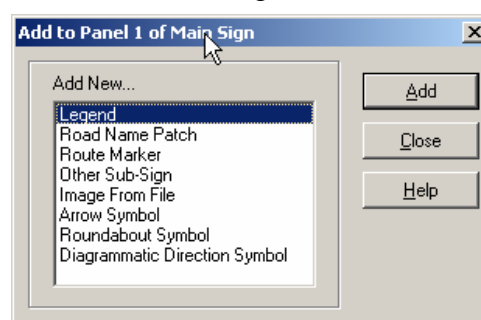 Add to Panel 1 of Main Sign
Add New...
Legend
Road Name Patch
Route Marker
Other Sub-Sign
Image From File
Arrow Symbol
Roundabout Symbol
Diagrammatic Direction Symbol
Add
Close
Help